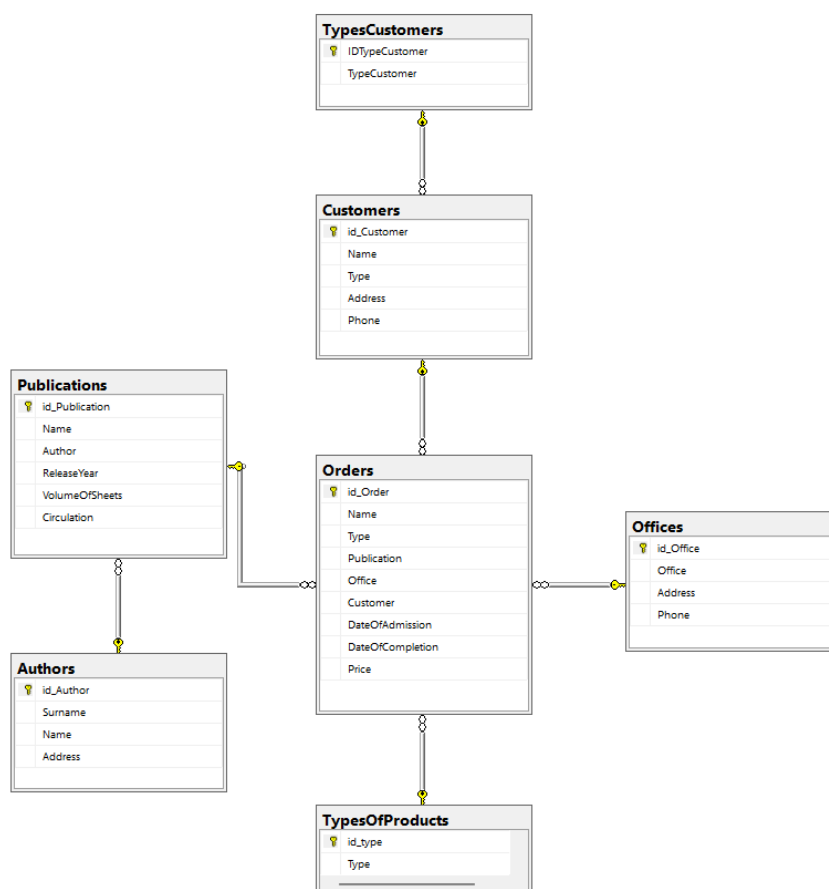 TypesCustomers
IDTypeCustomer
TypeCustomer
Customers
id_Customer
Name
Type
Address
Phone
Publications
id_Publication
Name
Author
ReleaseYear
VolumeOfSheets
Circulation
Orders
id_Order
Name
Type
Publication
Office
Customer
DateOfAdmission
DateOfCompletion
Price
Offices
id_Office
Office
Address
Phone
Authors
id_Author
Surname
Name
Address
TypesOfProducts
id_type
Type